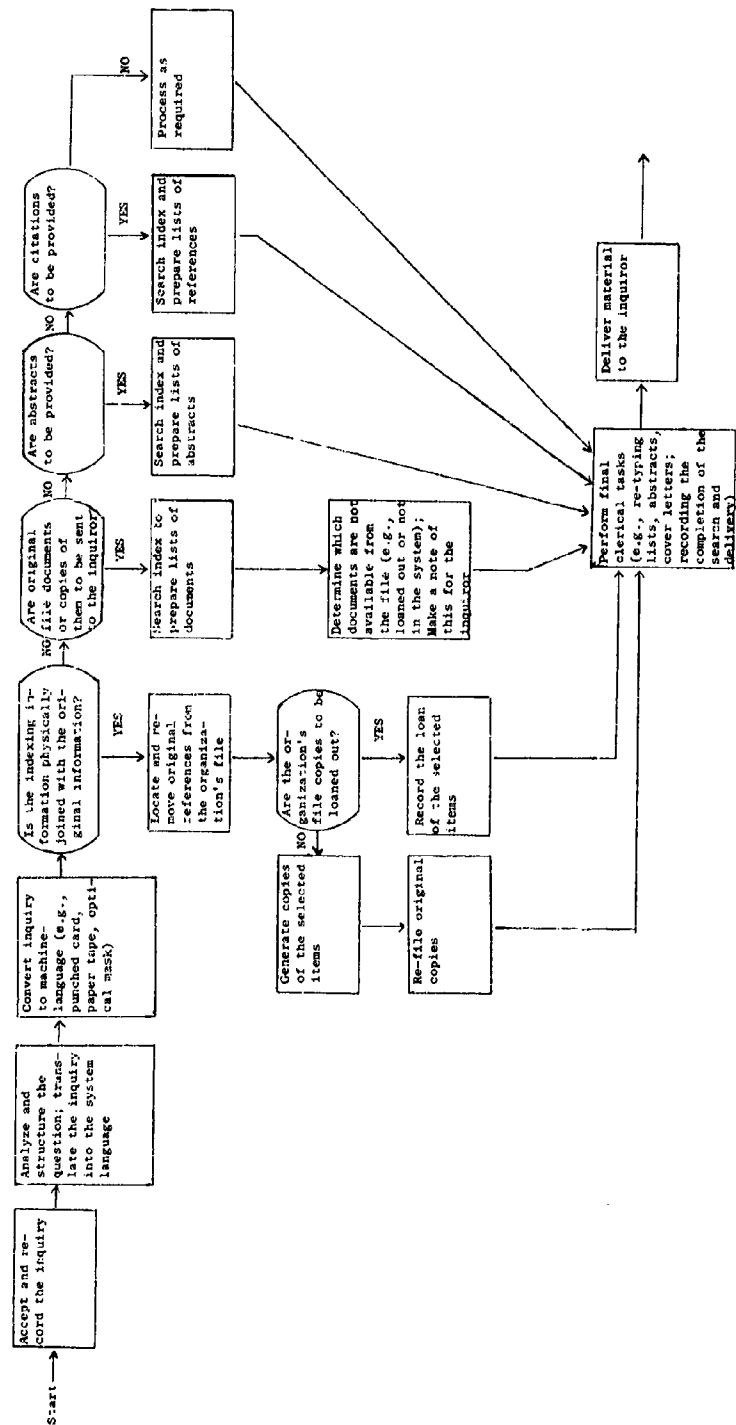 Start
Accept and re-
cord the inquiry
Analyze and
structure the
question; trans-
late the inquiry
into the system
language
Convert inquiry
to machine-
language (e.g.,
punched card,
paper tape, opti-
cal mask)
Is the indexing in-
formation physically
joined with the ori-
ginal information?
NO
YES
Are original
file documents
or copies of
them to be sent
to the inquiror?
NO
YES
Are abstracts
to be provided?
NO
YES
Are citations
to be provided?
NO
YES
Locate and re-
move original
references from
the organiza-
tion's file
Search index to
prepare lists of
documents
Search index and
prepare lists of
abstracts
Search index and
prepare lists of
references
Process as
required
Are the or-
ganization's
file copies to be
loaned out?
NO
YES
Determine which
documents are not
available from
the file (e.g.,
loaned out or not
in the system);
Make a note of
this for the
inquiror
Generate copies
of the selected
items
Record the loan
of the selected
items
Re-file original
copies
Perform final
clerical tasks
(e.g., re-typing
lists, abstracts,
cover letters;
recording the
completion of the
search and
delivery)
Deliver material
to the inquiror